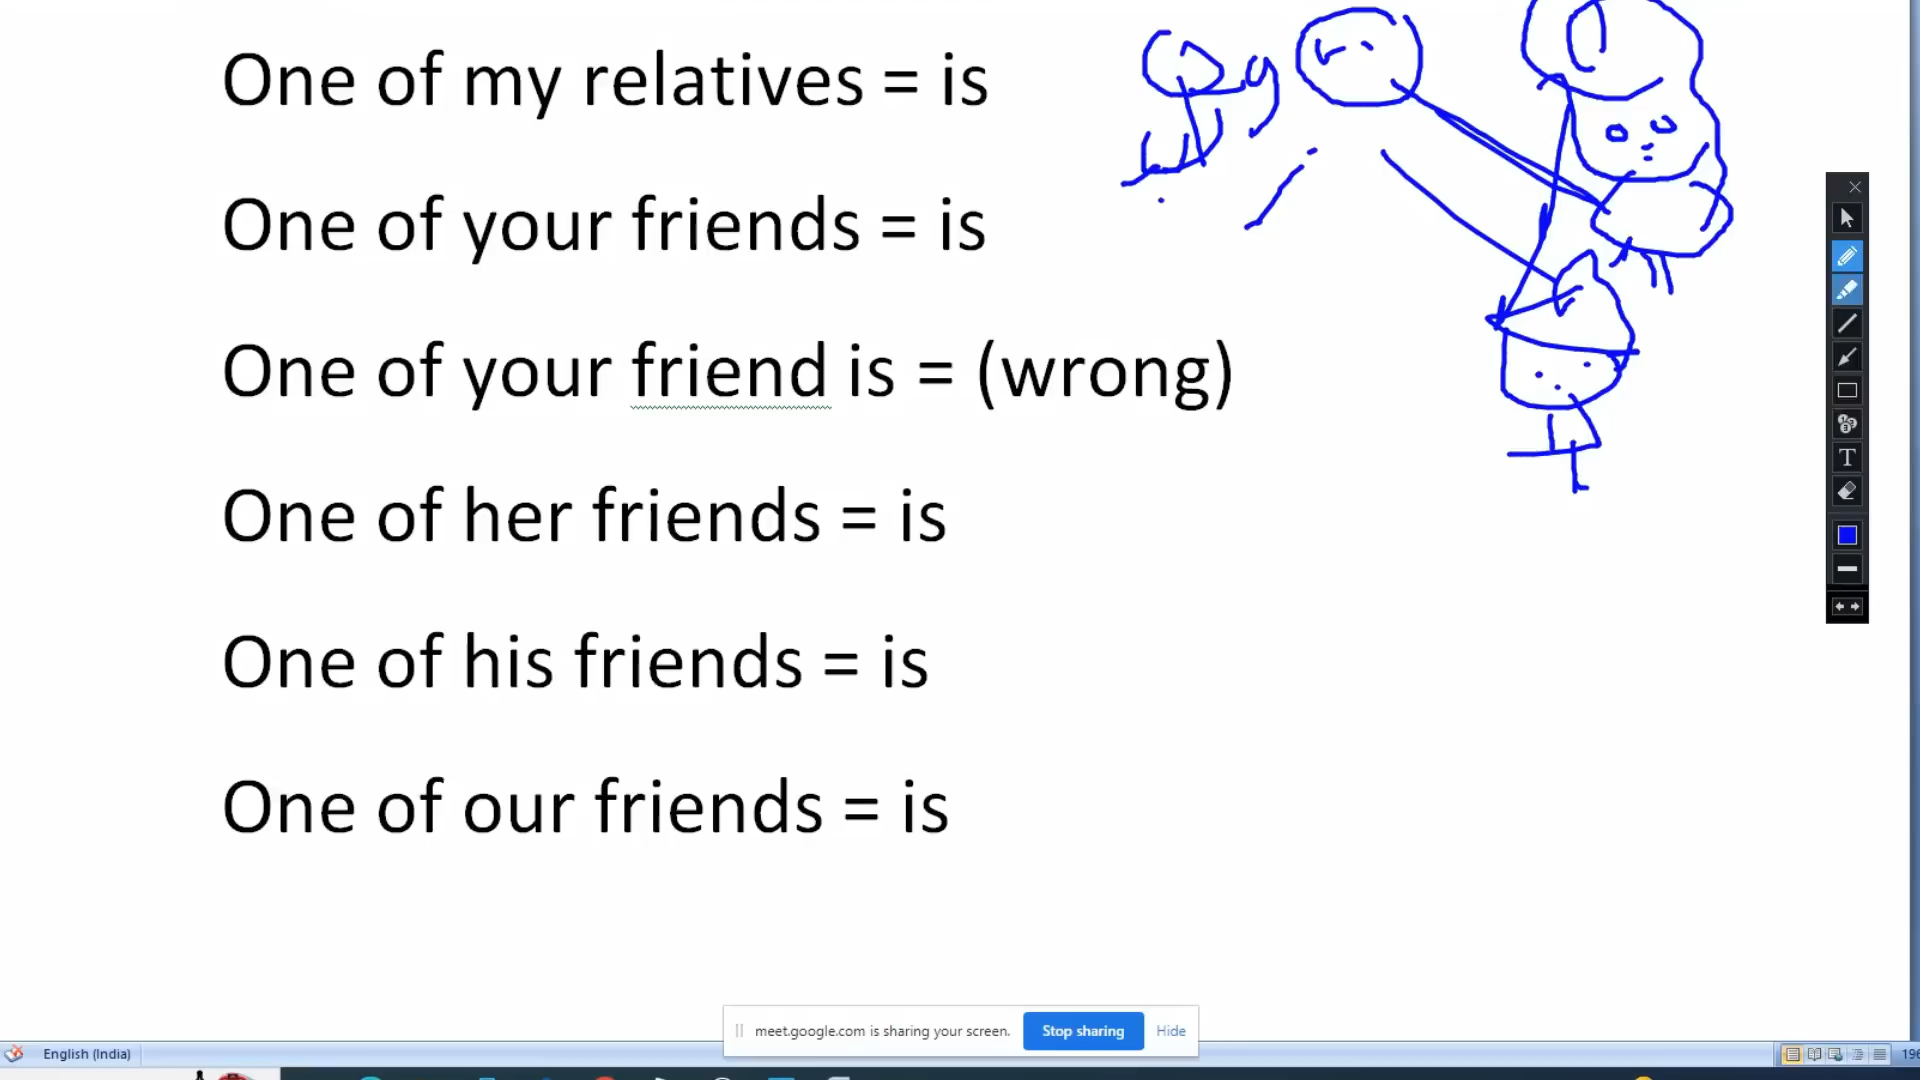 One of my relatives = is
One of your friends = is
One of your friend is = (wrong)
One of her friends = is
One of his friends = is
One of our friends = is
T
meet.google.com is sharing your screen. Stop sharing Hide
English (India)